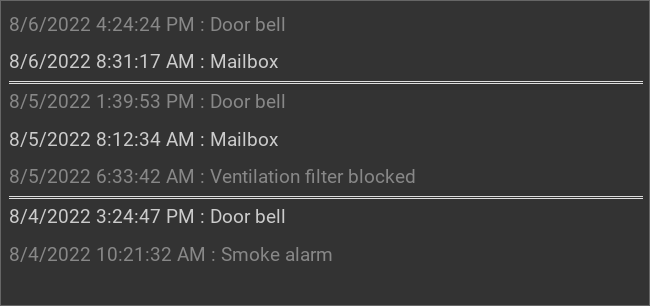 8/6/2022 4:24:24 PM : Door bell
8/6/2022 8:31:17 AM : Mailbox
8/5/2022 1:39:53 PM : Door bell
8/5/2022 8:12:34 AM : Mailbox
8/5/2022 6:33:42 AM : Ventilation filter blocked
8/4/2022 3:24:47 PM : Door bell
8/4/2022 10:21:32 AM : Smoke alarm